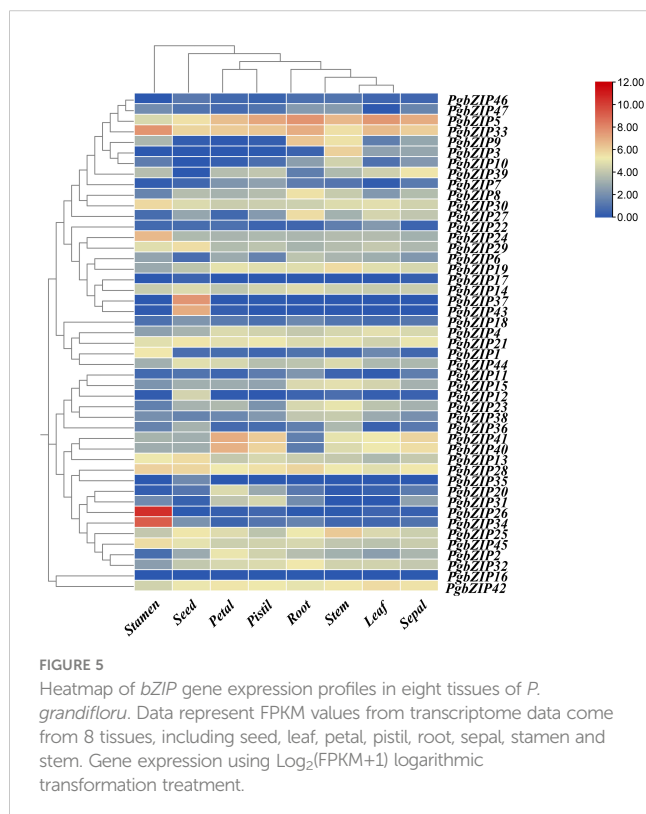 12.00
10.00
8.00
6.00
4.00
2.00
0.00
PgbZIP46
PgbZIP47
PgbZIP5
PgbZIP33
PgbZIP9
PgbZIP3
PgbZIP10
PgbZIP39
PgbZIP7
PgbZIP8
PgbZIP30
PgbZIP27
PgbZIP22
PgbZIP24
PgbZIP29
PgbZIP6
PgbZIP19
PgbZIP17
PgbZIP14
PgbZIP37
PgbZIP43
PgbZIP18
PgbZIP4
PgbZIP21
PgbZIP1
PgbZIP44
PgbZIP11
PgbZIP15
PgbZIP12
PgbZIP23
PgbZIP38
PgbZIP36
PgbZIP41
PgbZIP40
PgbZIP13
PgbZIP28
PgbZIP35
PgbZIP20
PgbZIP31
PgbZIP26
PgbZIP34
PgbZIP25
PgbZIP45
PgbZIP2
PgbZIP32
PgbZIP16
PgbZIP42
Stamen Seed Petal Pistil Root Stem Leaf Sepal
FIGURE 5
Heatmap of bZIP gene expression profiles in eight tissues of P.
grandifloru. Data represent FPKM values from transcriptome data come
from 8 tissues, including seed, leaf, petal, pistil, root, sepal, stamen and
stem. Gene expression using Log₂(FPKM+1) logarithmic
transformation treatment.